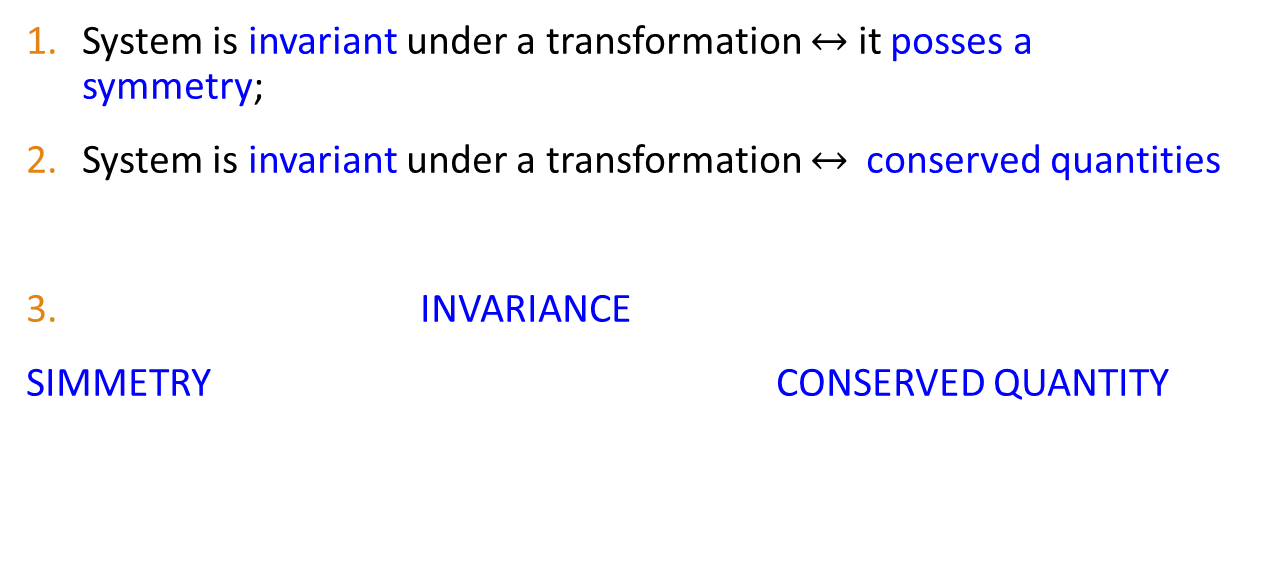 1. System is invariant under a transformation ↔ it posses a
symmetry;
2. System is invariant under a transformation ↔ conserved quantities
3. INVARIANCE
SIMMETRY CONSERVED QUANTITY